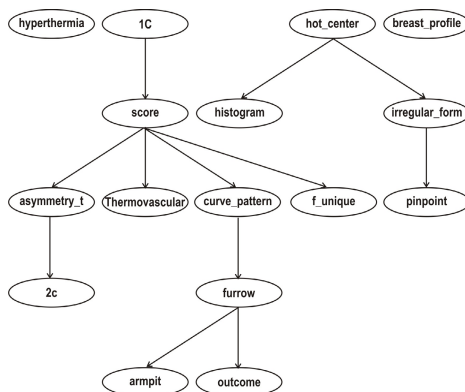 hyperthermia 1C hot_center breast_profile
score histogram irregular_form
asymmetry_t Thermovascular curve_pattern f_unique pinpoint
2c furrow
armpit outcome